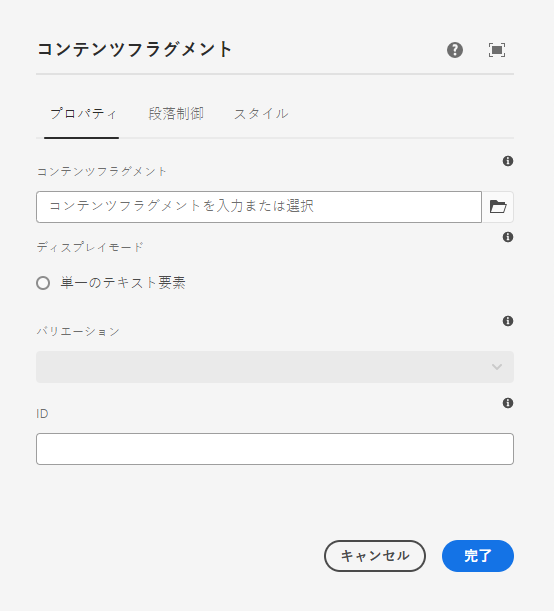 コンテンツフラグメント
プロパティ 段落制御 スタイル
コンテンツフラグメント
コンテンツフラグメントを入力または選択
ディスプレイモード
単一のテキスト要素
バリエーション
ID
キャンセル 完了